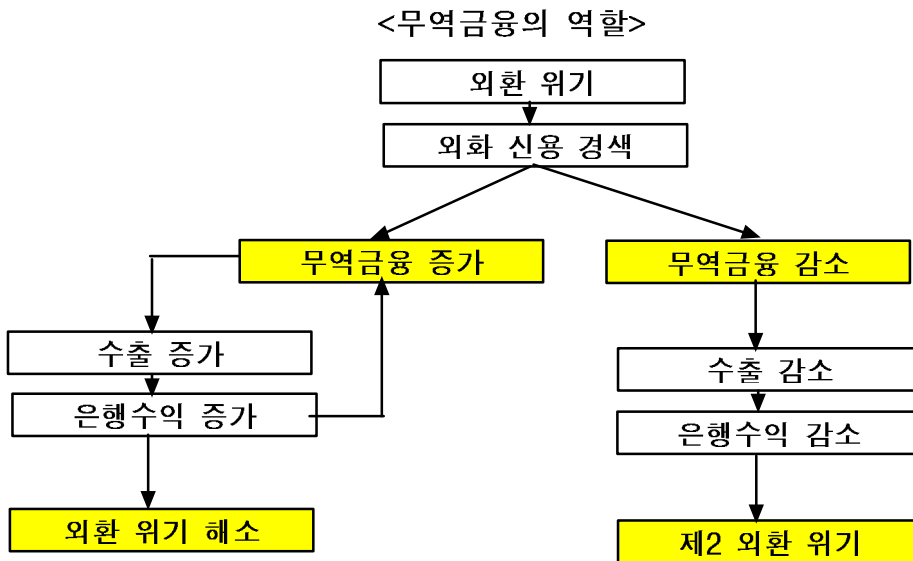 <무역금융의 역할>
외환 위기
외화 신용 경색
무역금융 증가
무역금융 감소
수출 증가
수출 감소
은행수익 증가
은행수익 감소
외환 위기 해소
제2 외환 위기